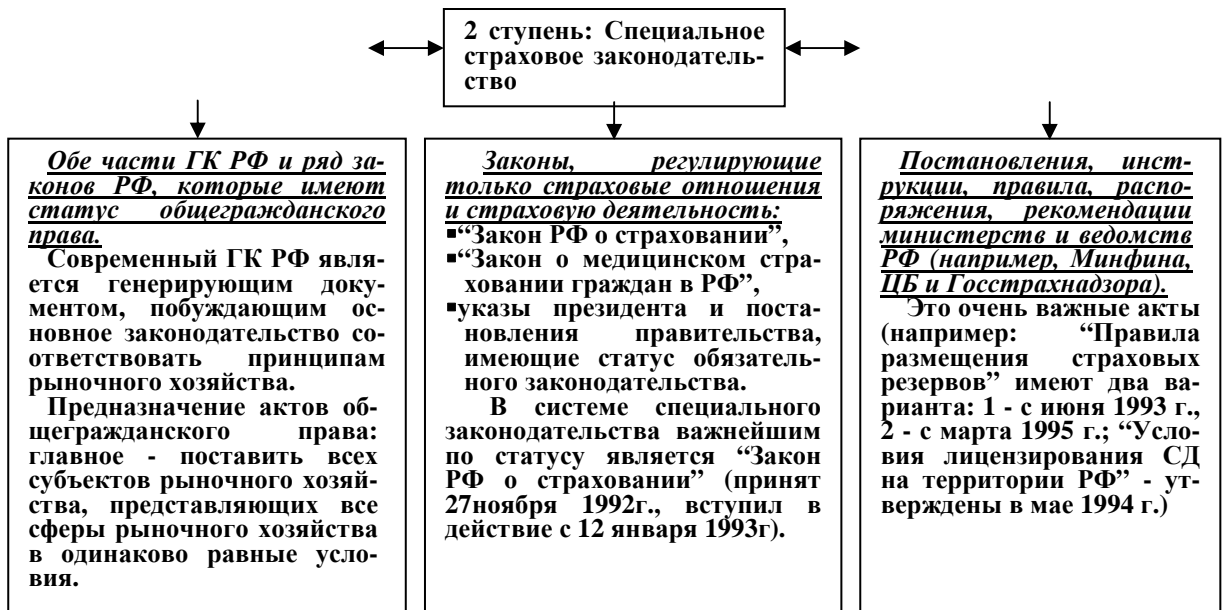 2 ступень: Специальное
страховое законодатель-
ство
Обе части ГК РФ и ряд за-
конов РФ, которые имеют
статус общегражданского
права.
Современный ГК РФ явля-
ется генерирующим доку-
ментом, побуждающим ос-
новное законодательство со-
ответствовать принципам
рыночного хозяйства.
Предназначение актов об-
щегражданского права:
главное - поставить всех
субъектов рыночного хозяй-
ства, представляющих все
сферы рыночного хозяйства
в одинаково равные усло-
вия.
Законы, регулирующие
только страховые отношения
и страховую деятельность:
▪“Закон РФ о страховании”,
▪“Закон о медицинском стра-
ховании граждан в РФ”,
▪указы президента и поста-
новления правительства,
имеющие статус обязатель-
ного законодательства.
В системе специального
законодательства важнейшим
по статусу является “Закон
РФ о страховании” (принят
27ноября 1992г., вступил в
действие с 12 января 1993г).
Постановления, инст-
рукции, правила, распо-
ряжения, рекомендации
министерств и ведомств
РФ (например, Минфина,
ЦБ и Госстрахнадзора).
Это очень важные акты
(например: “Правила
размещения страховых
резервов” имеют два ва-
рианта: 1 - с июня 1993 г.,
2 - с марта 1995 г.; “Усло-
вия лицензирования СД
на территории РФ” - ут-
верждены в мае 1994 г.)